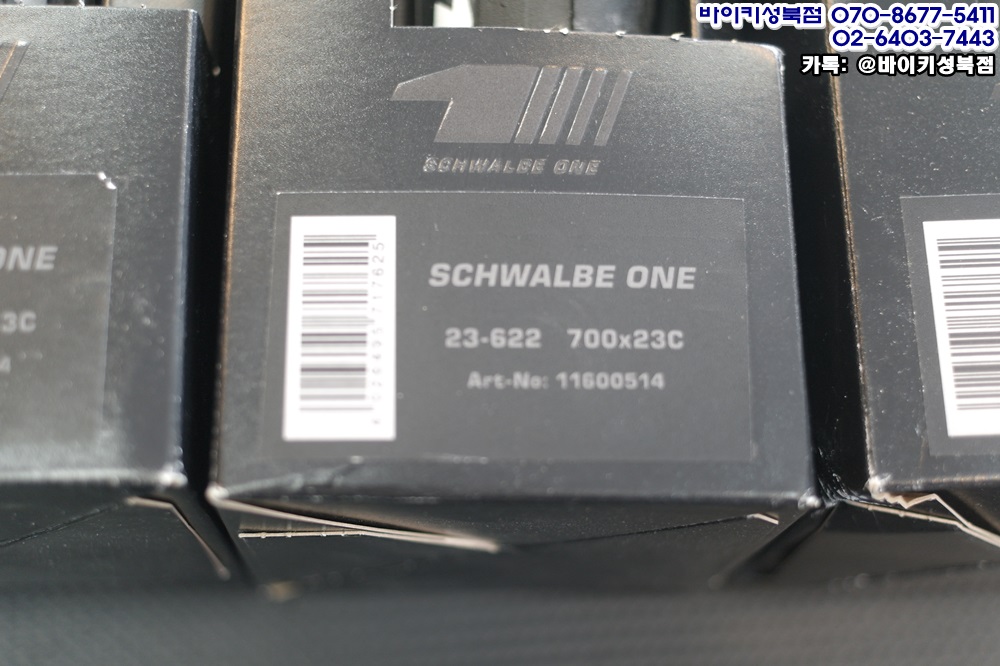 바이키성북점 070-8677-5411
02-6403-7443
카톡: @바이키성북점
SCHWALBE ONE
SCHWALBE ONE
23-622 700x23C
Art-No: 11600514
ONE
3C
4